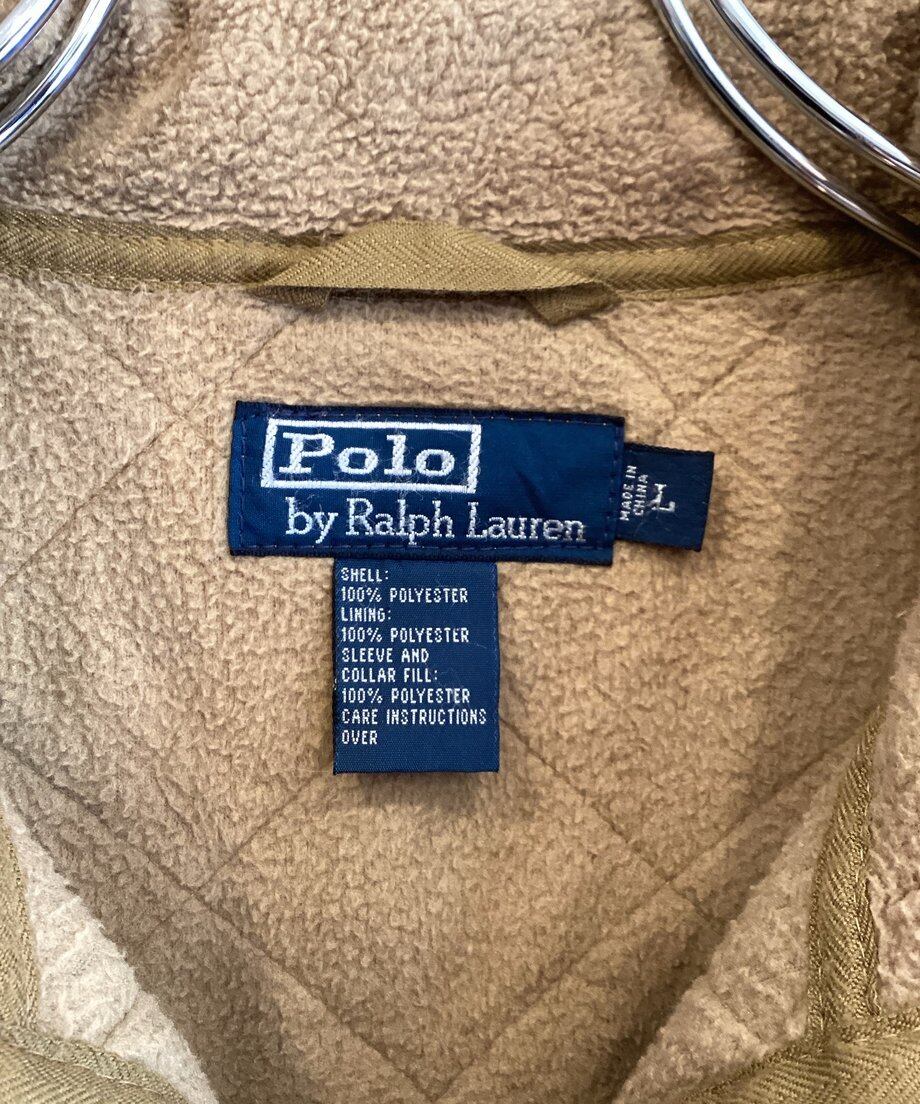 Polo
by Ralph Lauren
MADE IN
CHINA
L
SHELL:
100% POLYESTER
LINING:
100% POLYESTER
SLEEVE AND
COLLAR FILL:
100% POLYESTER
CARE INSTRUCTIONS
OVER